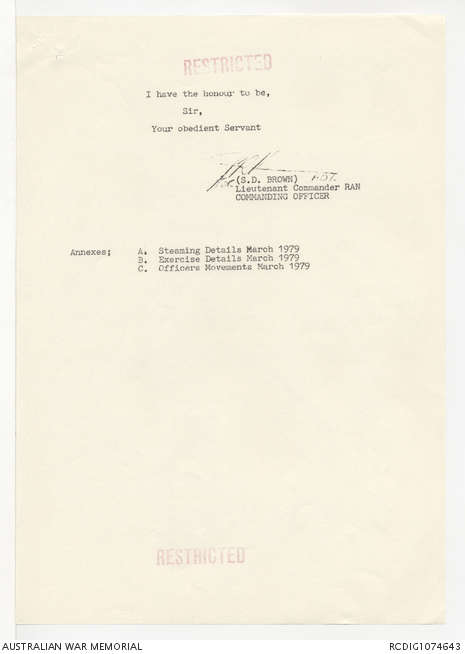 RESTRICTED
I have the honour to be,
Sir,
Your obedient Servant
for (S.D. BROWN)
Lieutenant Commander RAN
COMMANDING OFFICER
Annexes; A. Steaming Details March 1979
B. Exercise Details March 1979
C. Officers Movements March 1979
RESTRICTED
AUSTRALIAN WAR MEMORIAL
RCDIG1074643